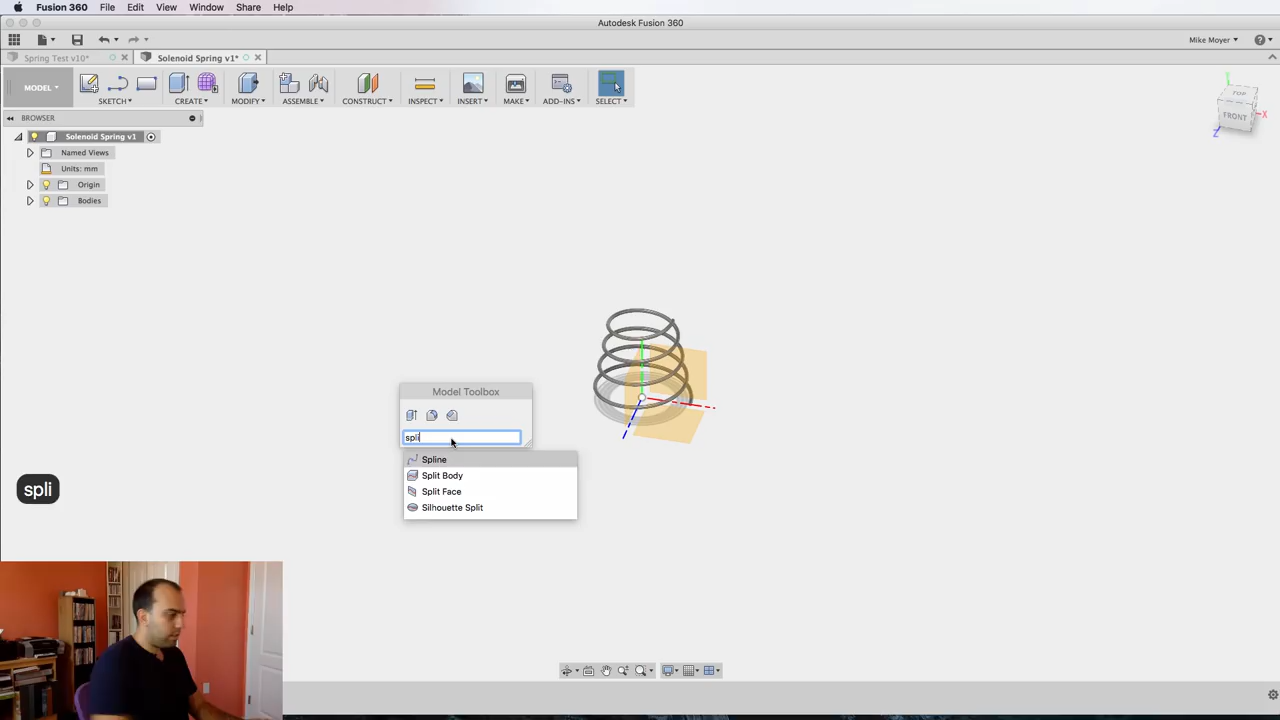 Fusion 360 File Edit View Window Share Help
Autodesk Fusion 360
Mike Moyer
Spring Test v10*
Solenoid Spring v1*
MODEL
SKETCH
CREATE
MODIFY
ASSEMBLE
CONSTRUCT
INSPECT
INSERT
MAKE
ADD-INS
SELECT
TOP
FRONT
X
Z
BROWSER
Solenoid Spring v1
Named Views
Units: mm
Origin
Bodies
Model Toolbox
spli
Spline
Split Body
Split Face
Silhouette Split
spli